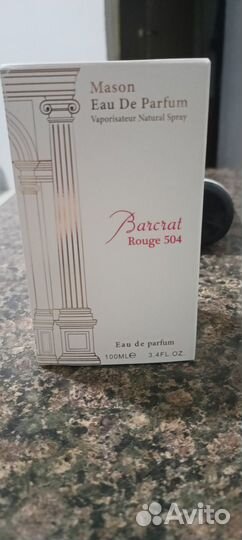 Mason
Eau De Parfum
Vaporisateur Natural Spray
Barcrat
Rouge 504
Eau de parfum
100ML℮ 3.4FL OZ.
Avito